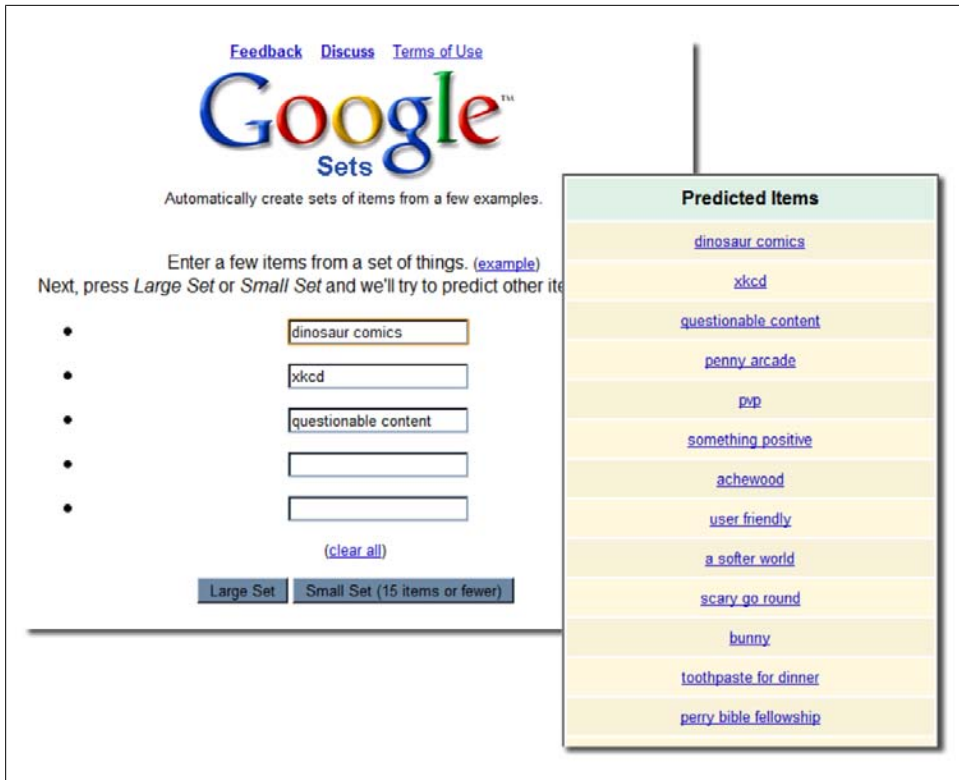 Feedback Discuss Terms of Use
Google™
Sets
Automatically create sets of items from a few examples.
Enter a few items from a set of things. (example)
Next, press Large Set or Small Set and we'll try to predict other
• dinosaur comics
• xkcd
• questionable content
•
•
(clear all)
Large Set Small Set (15 items or fewer)
Predicted Items
dinosaur comics
xkcd
questionable content
penny arcade
pvp
something positive
achewood
user friendly
a softer world
scary go round
bunny
toothpaste for dinner
perry bible fellowship